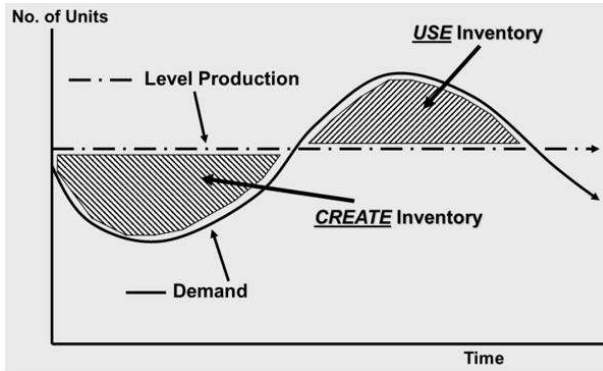 No. of Units
USE Inventory
Level Production
CREATE Inventory
Demand
Time